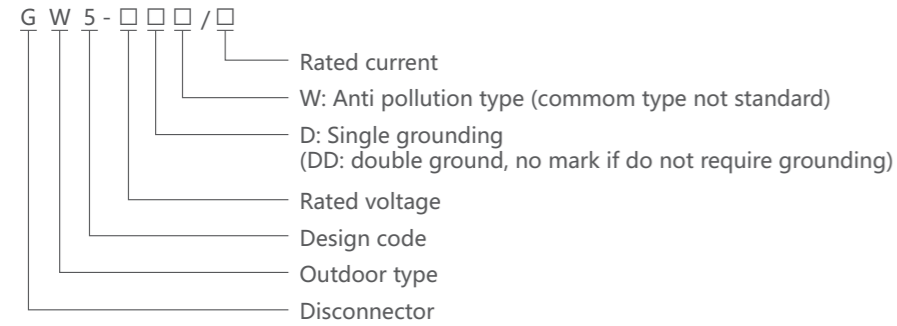 G W 5 - □ □ □ / □
Rated current
W: Anti pollution type (commom type not standard)
D: Single grounding
(DD: double ground, no mark if do not require grounding)
Rated voltage
Design code
Outdoor type
Disconnector